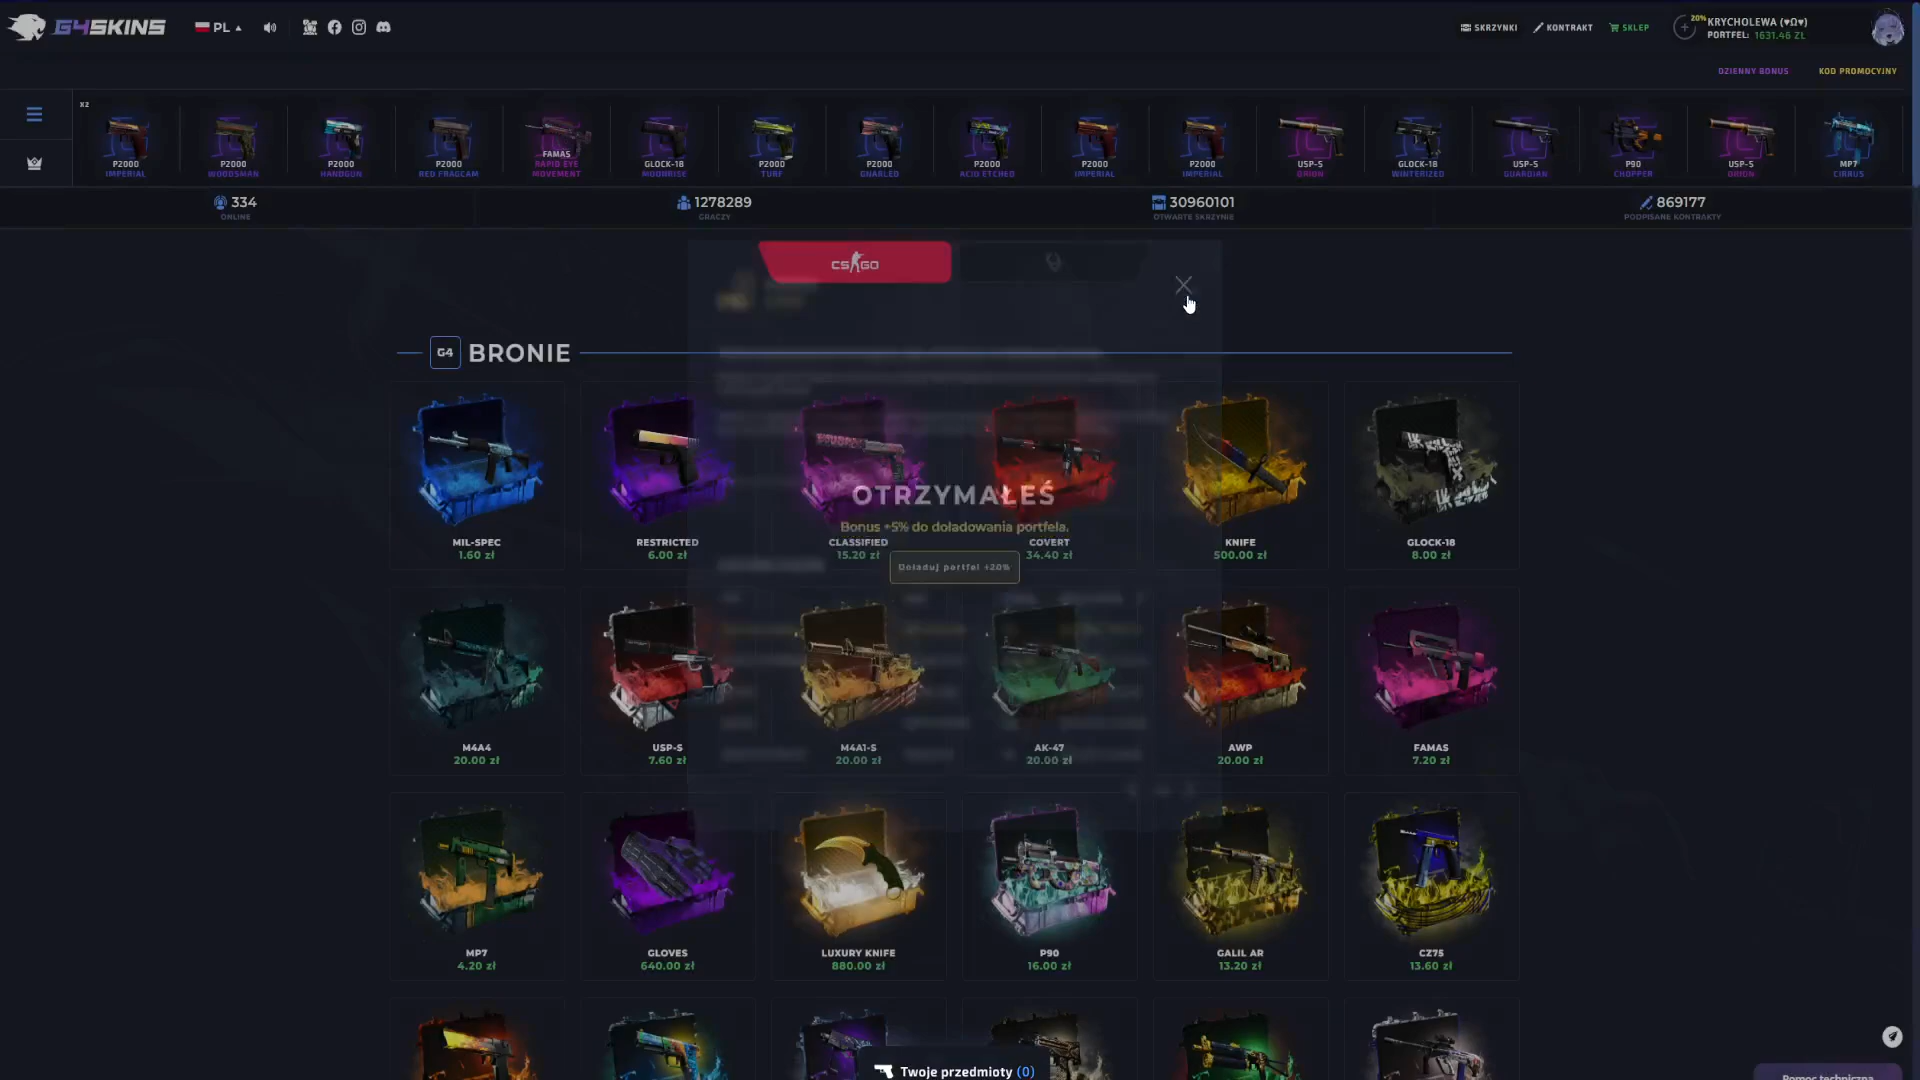 G4SKINS
PL
SKRZYNKI
KONTRAKT
SKLEP
20%
KRYCHOLEWA (♥Ω♥)
PORTFEL: 1631.46 ZŁ
DZIENNY BONUS
KOD PROMOCYJNY
X2
P2000
IMPERIAL
P2000
WOODSMAN
P2000
HANDGUN
P2000
RED FRAGCAM
FAMAS
RAPID EYE
MOVEMENT
GLOCK-18
MOONRISE
P2000
TURF
P2000
GNARLED
P2000
ACID ETCHED
P2000
IMPERIAL
P2000
IMPERIAL
USP-S
ORION
GLOCK-18
WINTERIZED
USP-S
GUARDIAN
P90
CHOPPER
USP-S
ORION
MP7
CIRRUS
334
ONLINE
1278289
GRACZY
30960101
OTWARTE SKRZYNIE
869177
PODPISANE KONTRAKTY
CS GO
G4 BRONIE
OTRZYMAŁEŚ
Bonus +5% do doładowania portfela.
Doładuj portfel +20%
MIL-SPEC
1.60 zł
RESTRICTED
6.00 zł
CLASSIFIED
15.20 zł
COVERT
34.40 zł
KNIFE
500.00 zł
GLOCK-18
8.00 zł
M4A4
20.00 zł
USP-S
7.60 zł
M4A1-S
20.00 zł
AK-47
20.00 zł
AWP
20.00 zł
FAMAS
7.20 zł
MP7
4.20 zł
GLOVES
640.00 zł
LUXURY KNIFE
880.00 zł
P90
16.00 zł
GALIL AR
13.20 zł
CZ75
13.60 zł
Twoje przedmioty (0)
Pomoc techniczna